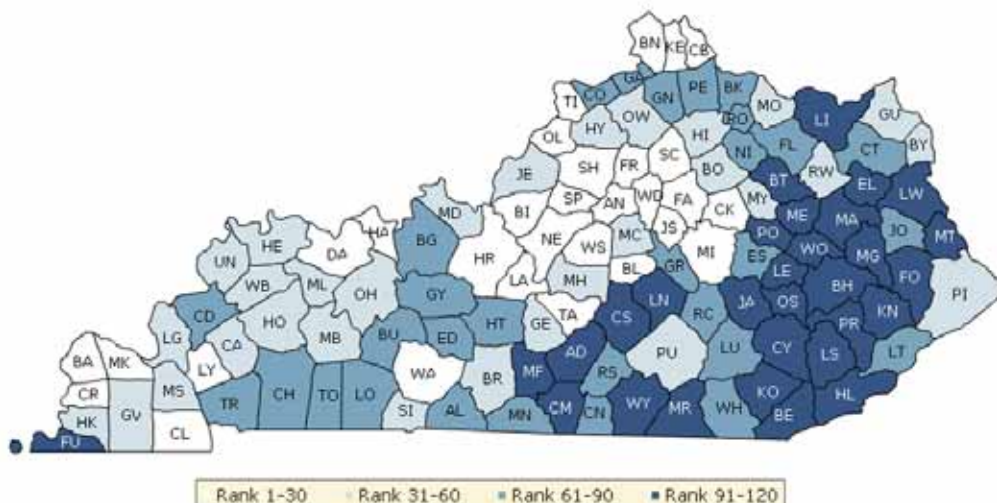 BN KE CB
CO GA GN PE BK
TI HY OW MO LI GU
OL HI RO FL CT BY
SH FR SC NI
JE BO BT RW EL LW
MD BI SP AN WD FA CK MY ME MA JO MT
HA BG NE WS MC JS MI PO WO MG
HE DA HR LA MH BL GR ES LE BH FO PI
UN WB ML OH GY TA LN JA OS KN
CD HO HT GE CS RC PR
LG CA MB BU ED AD PU LU CY LS LT
BA MK LY WA MF RS
MS BR KO HL
CR TR CH TO LO CM WY MR WH BE
HK GV SI AL MN CN
FU CL
Rank 1-30 Rank 31-60 Rank 61-90 Rank 91-120